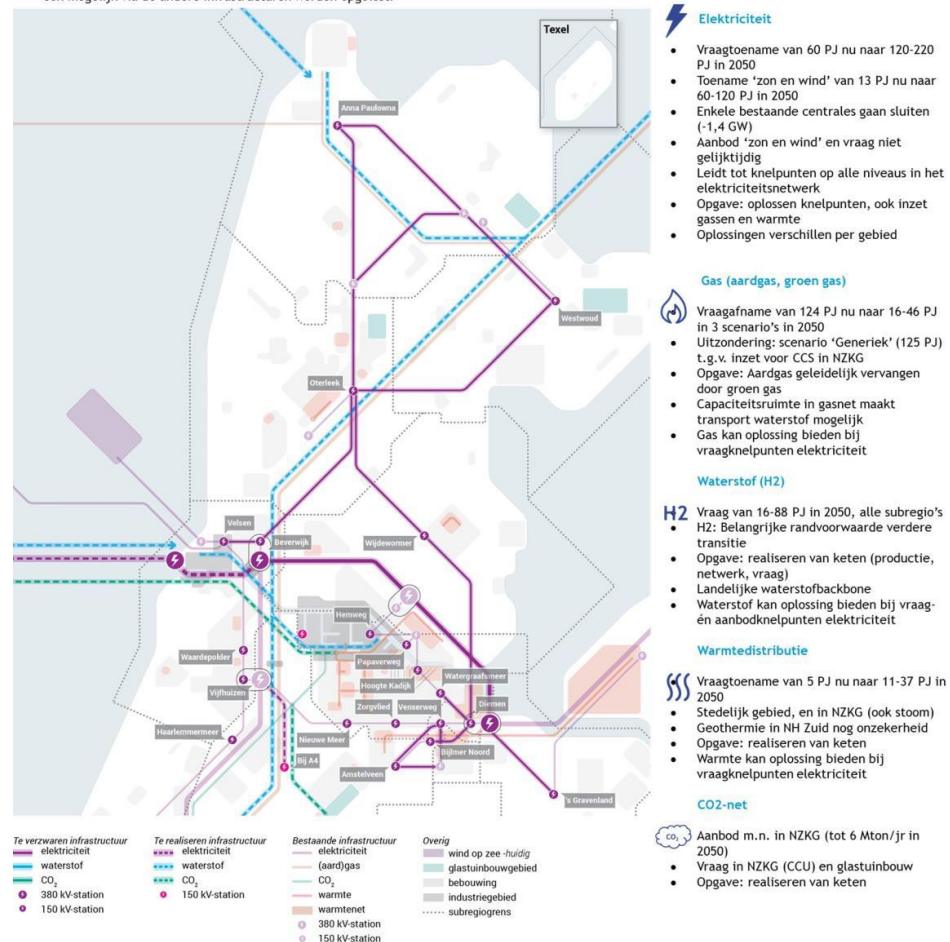 een mogelijk via de andere infrastructuren worden opgelost.
Texel
Anna Paulowna
Westwoud
Oterleek
Velsen
Beverwijk
Wijdewormer
Hemweg
Waardepolder
Papaverweg
Hoogte Kadijk
Watergraafsmeer
Vijfhuizen
Zorgvlied
Venserweg
Diemen
Haarlemmermeer
Nieuwe Meer
Bijlmer Noord
Bij A4
Amstelveen
's Gravenland
Te verzwaren infrastructuur
elektriciteit
waterstof
CO2
380 kV-station
150 kV-station
Te realiseren infrastructuur
elektriciteit
waterstof
CO2
150 kV-station
Bestaande infrastructuur
elektriciteit
(aard)gas
CO2
warmte
warmtenet
380 kV-station
150 kV-station
Overig
wind op zee -huidig
glastuinbouwgebied
bebouwing
industriegebied
subregiogrens
Elektriciteit
• Vraagtoename van 60 PJ nu naar 120-220
PJ in 2050
• Toename ‘zon en wind’ van 13 PJ nu naar
60-120 PJ in 2050
• Enkele bestaande centrales gaan sluiten
(-1,4 GW)
• Aanbod ‘zon en wind’ en vraag niet
gelijktijdig
• Leidt tot knelpunten op alle niveaus in het
elektriciteitsnetwerk
• Opgave: oplossen knelpunten, ook inzet
gassen en warmte
• Oplossingen verschillen per gebied
Gas (aardgas, groen gas)
Vraagafname van 124 PJ nu naar 16-46 PJ
in 3 scenario’s in 2050
• Uitzondering: scenario ‘Generiek’ (125 PJ)
t.g.v. inzet voor CCS in NZKG
• Opgave: Aardgas geleidelijk vervangen
door groen gas
• Capaciteitsruimte in gasnet maakt
transport waterstof mogelijk
• Gas kan oplossing bieden bij
vraagknelpunten elektriciteit
Waterstof (H2)
H2 Vraag van 16-88 PJ in 2050, alle subregio’s
• H2: Belangrijke randvoorwaarde verdere
transitie
• Opgave: realiseren van keten (productie,
netwerk, vraag)
• Landelijke waterstofbackbone
• Waterstof kan oplossing bieden bij vraag-
én aanbodknelpunten elektriciteit
Warmtedistributie
• Vraagtoename van 5 PJ nu naar 11-37 PJ in
2050
• Stedelijk gebied, en in NZKG (ook stoom)
• Geothermie in NH Zuid nog onzekerheid
• Opgave: realiseren van keten
• Warmte kan oplossing bieden bij
vraagknelpunten elektriciteit
CO2-net
CO2 Aanbod m.n. in NZKG (tot 6 Mton/jr in
2050)
• Vraag in NZKG (CCU) en glastuinbouw
• Opgave: realiseren van keten